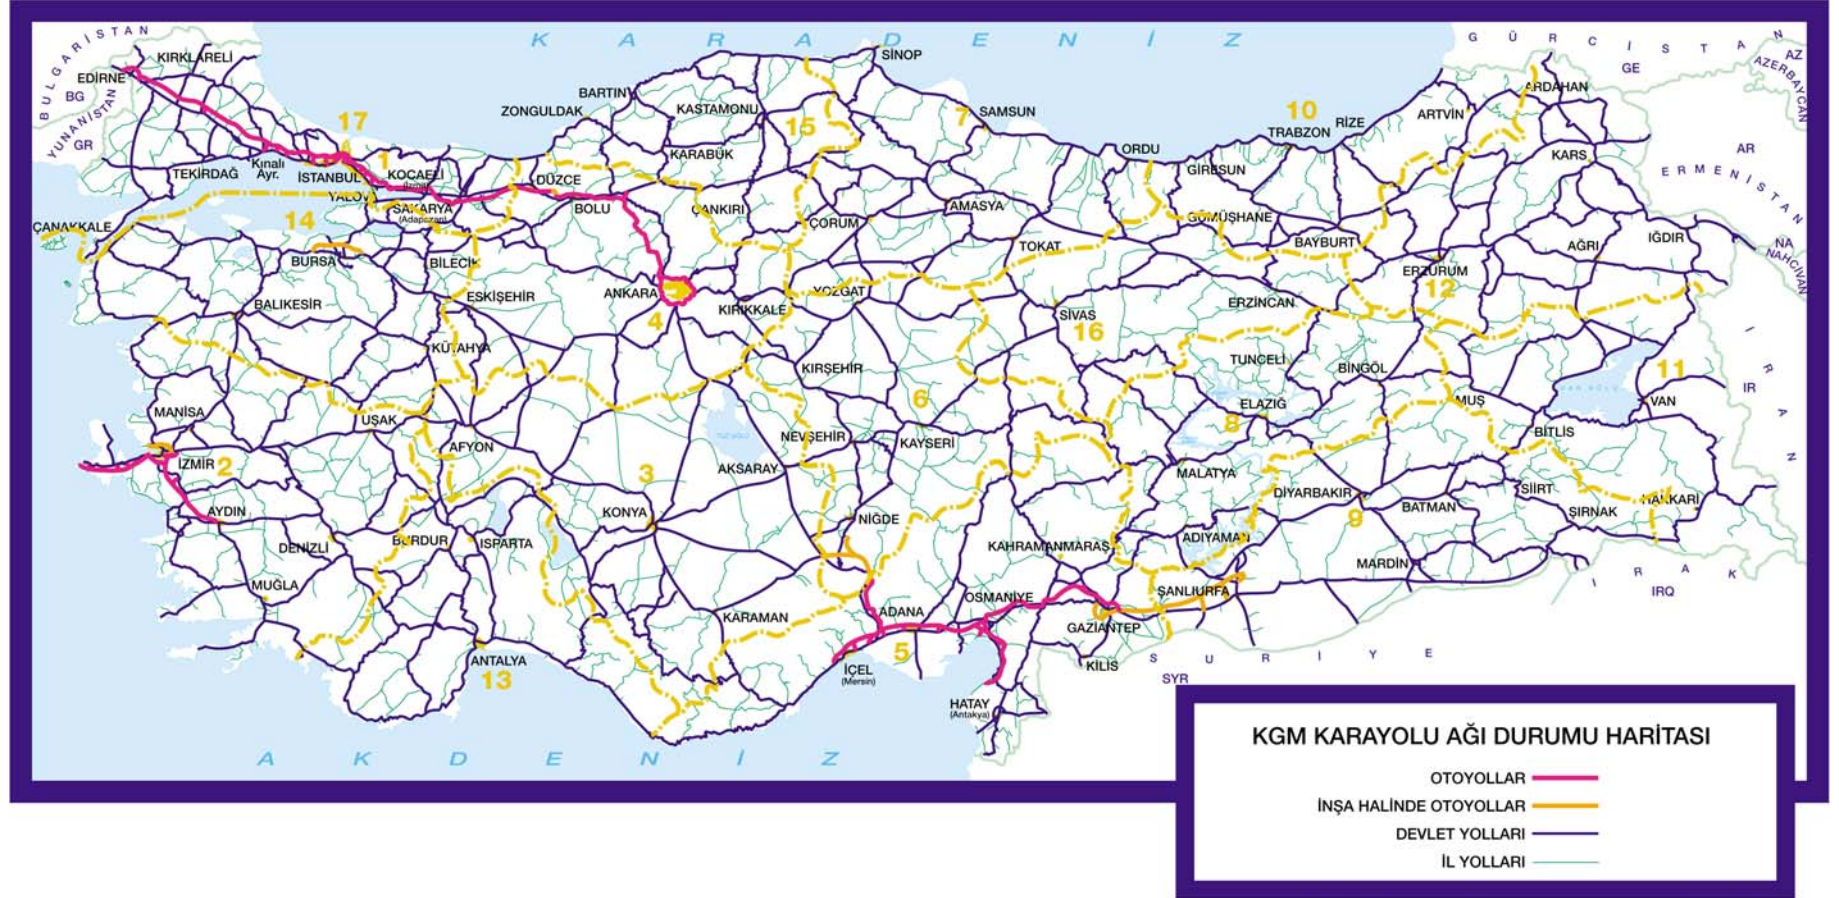 K A R A D E N İ Z
BULGARİSTAN
BG
YUNANİSTAN
GR
GÜRCİSTAN
GE
AZ
AZERBAYCAN
AR
ERMENİSTAN
NA
NAHCIVAN
İRAN
IR
IRAK
IRQ
SURİYE
SYR
AKDENİZ
KIRKLARELİ
EDİRNE
TEKİRDAĞ
Kınalı
Ayr.
İSTANBUL
17
1
KOCAELİ
(İzmit)
YALOVA
SAKARYA
(Adapazarı)
DÜZCE
BOLU
ZONGULDAK
BARTIN
KASTAMONU
KARABÜK
SİNOP
15
7
SAMSUN
ÇANKIRI
ÇORUM
AMASYA
ORDU
GİRESUN
10
TRABZON
RİZE
ARTVİN
ARDAHAN
KARS
ÇANAKKALE
14
BURSA
BİLECİK
ESKİŞEHİR
BALIKESİR
ANKARA
4
KIRIKKALE
YOZGAT
TOKAT
SİVAS
16
GÜMÜŞHANE
BAYBURT
ERZİNCAN
ERZURUM
12
AĞRI
IĞDIR
KÜTAHYA
KIRŞEHİR
6
TUNCELİ
BİNGÖL
11
VAN
MANİSA
UŞAK
AFYON
İZMİR
2
AYDIN
TUZ GÖLÜ
NEVŞEHİR
KAYSERİ
AKSARAY
ELAZIĞ
8
MUŞ
BİTLİS
VAN GÖLÜ
MALATYA
3
KONYA
NİĞDE
DİYARBAKIR
9
BATMAN
SİİRT
ŞIRNAK
HAKKARİ
DENİZLİ
BURDUR
ISPARTA
MUĞLA
KAHRAMANMARAŞ
ADIYAMAN
MARDİN
KARAMAN
ADANA
5
OSMANİYE
ŞANLIURFA
GAZİANTEP
KİLİS
ANTALYA
13
İÇEL
(Mersin)
HATAY
(Antakya)
KGM KARAYOLU AĞI DURUMU HARİTASI
OTOYOLLAR
İNŞA HALİNDE OTOYOLLAR
DEVLET YOLLARI
İL YOLLARI